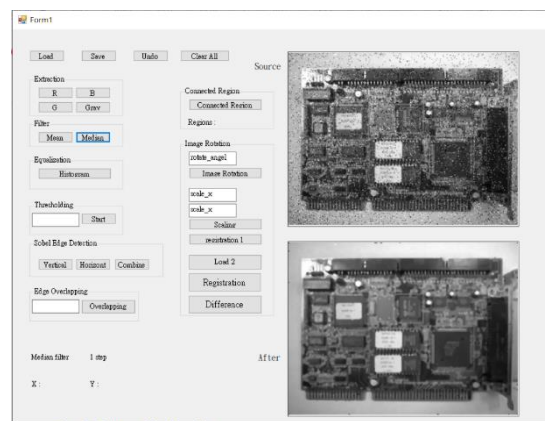 Form1
Load Save Undo Clear All
Source
Extraction
R B
G Gray
Filter
Mean Median
Equalization
Histogram
Thresholding
Start
Sobel Edge Detection
Vertical Horizont Combine
Edge Overlapping
Overlapping
Connected Region
Connected Region
Regions :
Image Rotation
rotate_angel
Image Rotation
scale_x
scale_x
Scaling
registration 1
Load 2
Registration
Difference
Median filter 1 step
After
X : Y :